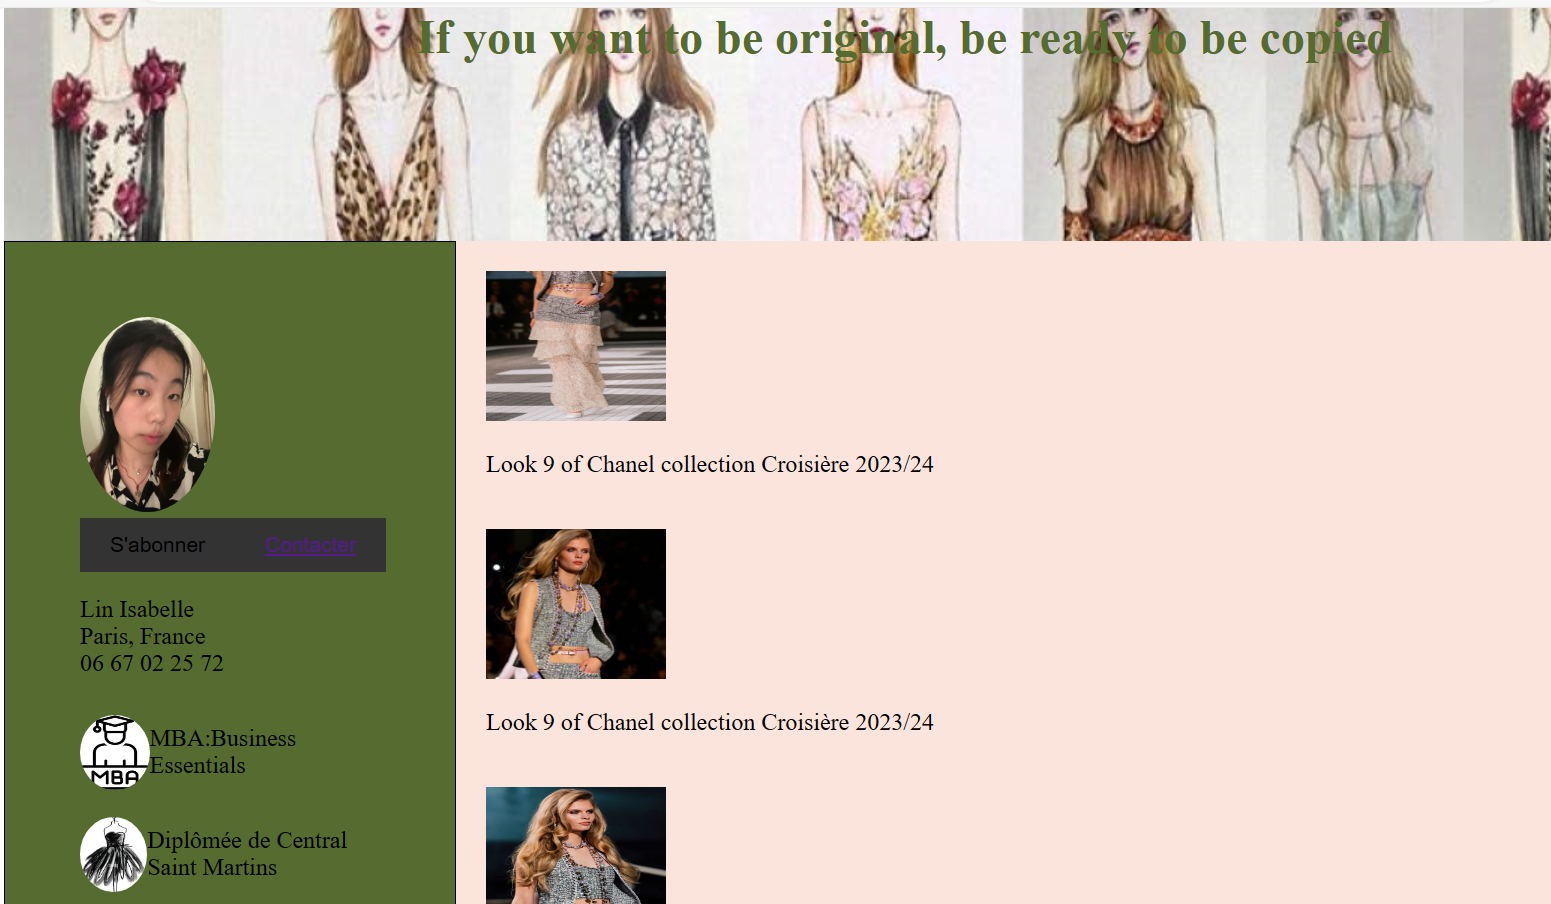 If you want to be original, be ready to be copied
S'abonner
Contacter
Lin Isabelle
Paris, France
06 67 02 25 72
MBA
MBA:Business
Essentials
Diplômée de Central
Saint Martins
Look 9 of Chanel collection Croisière 2023/24
Look 9 of Chanel collection Croisière 2023/24